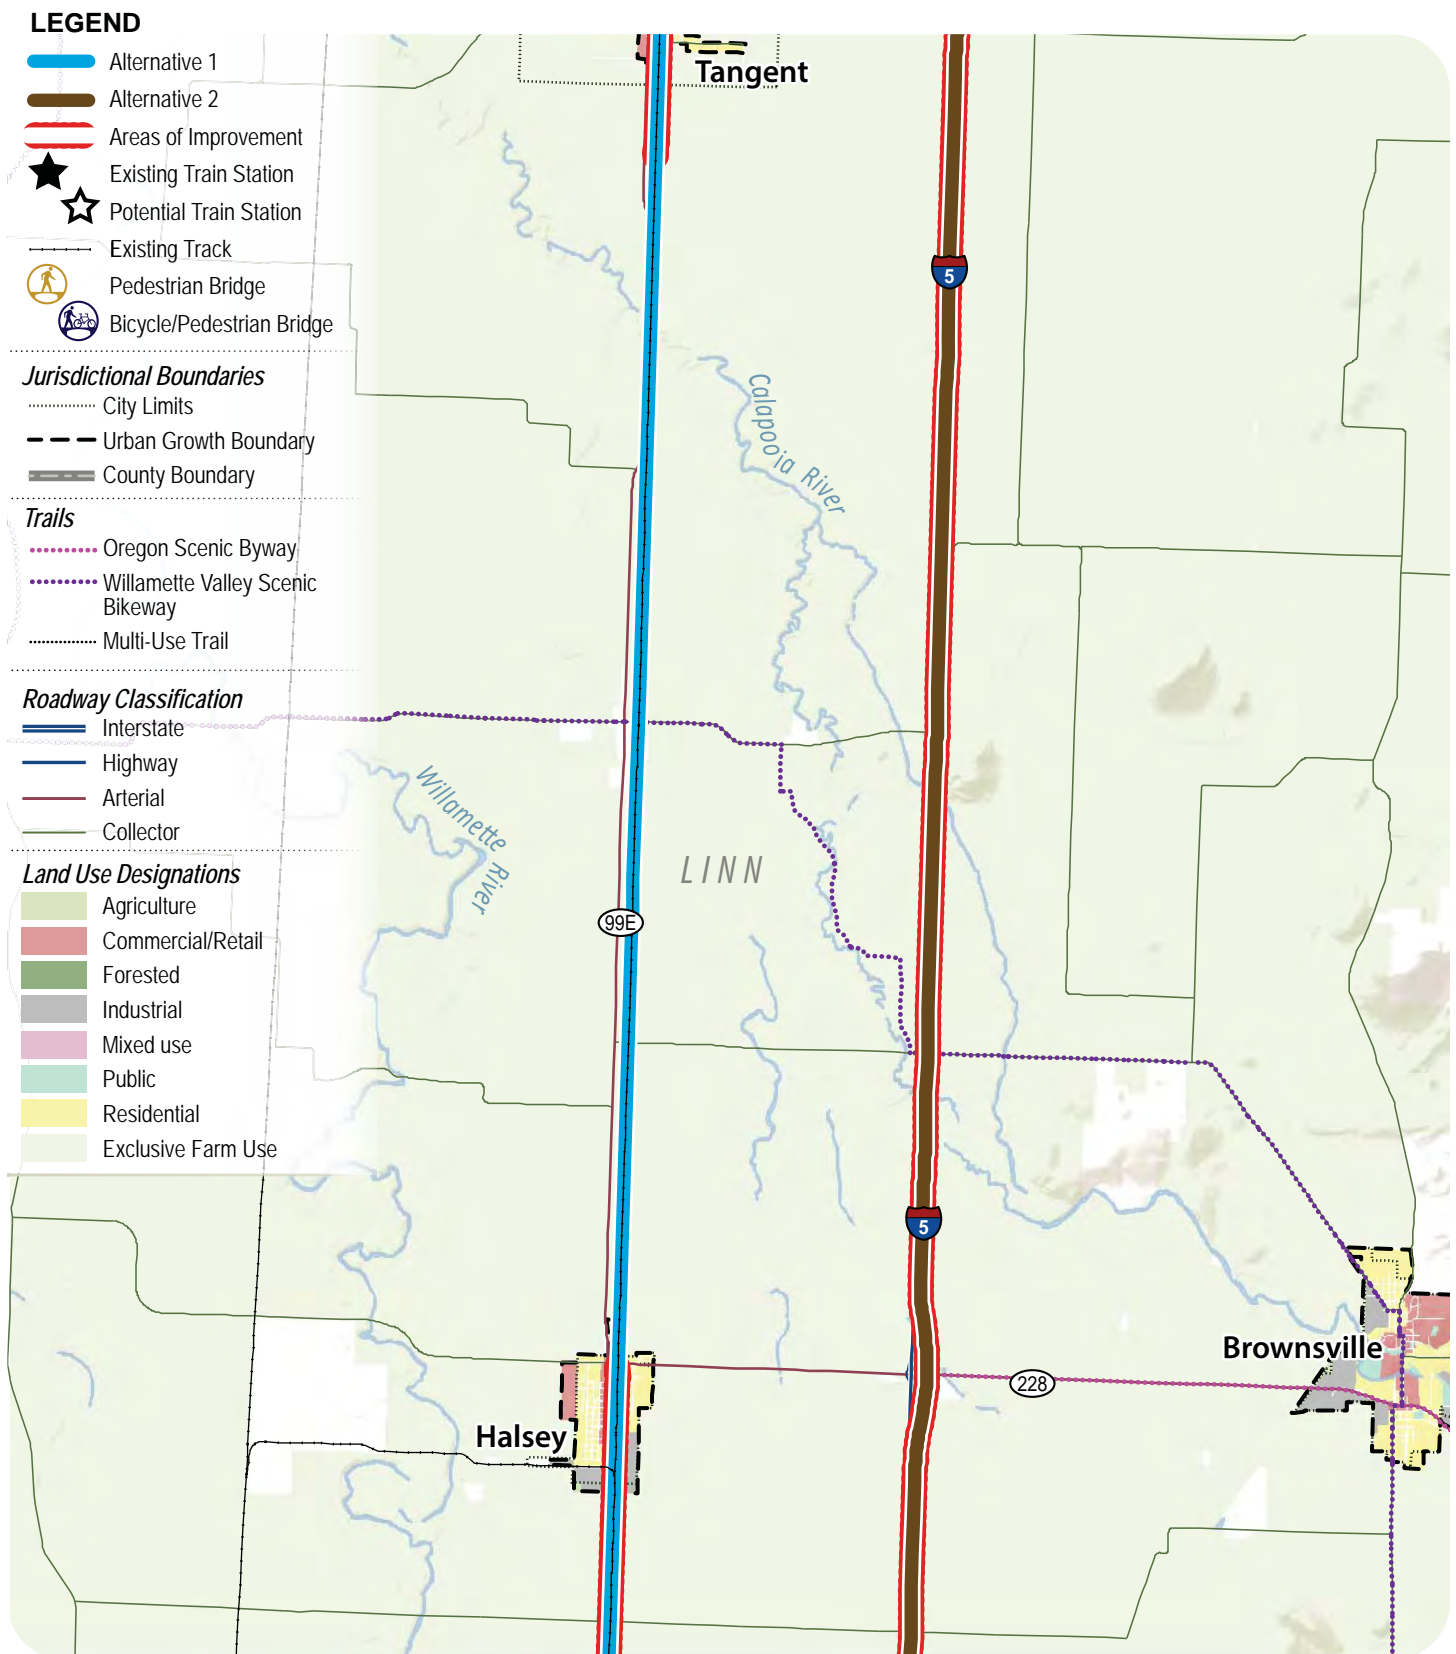 LEGEND
Alternative 1
Alternative 2
Areas of Improvement
Existing Train Station
Potential Train Station
Existing Track
Pedestrian Bridge
Bicycle/Pedestrian Bridge
Jurisdictional Boundaries
City Limits
Urban Growth Boundary
County Boundary
Trails
Oregon Scenic Byway
Willamette Valley Scenic
Bikeway
Multi-Use Trail
Roadway Classification
Interstate
Highway
Arterial
Collector
Land Use Designations
Agriculture
Commercial/Retail
Forested
Industrial
Mixed use
Public
Residential
Exclusive Farm Use
Tangent
5
Calapooia River
Willamette
River
LINN
99E
5
Brownsville
228
Halsey